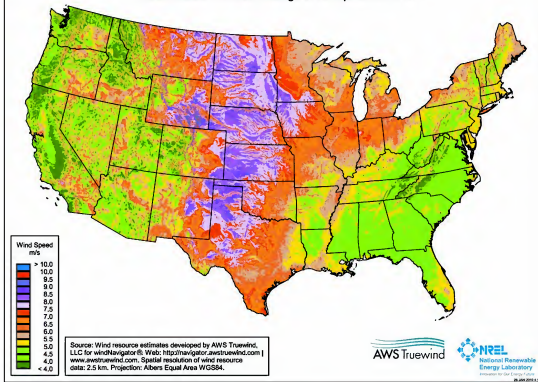 Wind Speed
m/s
> 10.0
10.0
9.5
9.0
8.5
8.0
7.5
7.0
6.5
6.0
5.5
5.0
4.5
4.0
< 4.0
Source: Wind resource estimates developed by AWS Truewind,
LLC for windNavigator®. Web: http://navigator.awstruewind.com |
www.awstruewind.com. Spatial resolution of wind resource
data: 2.5 km. Projection: Albers Equal Area WGS84.
AWS Truewind
NREL
National Renewable
Energy Laboratory